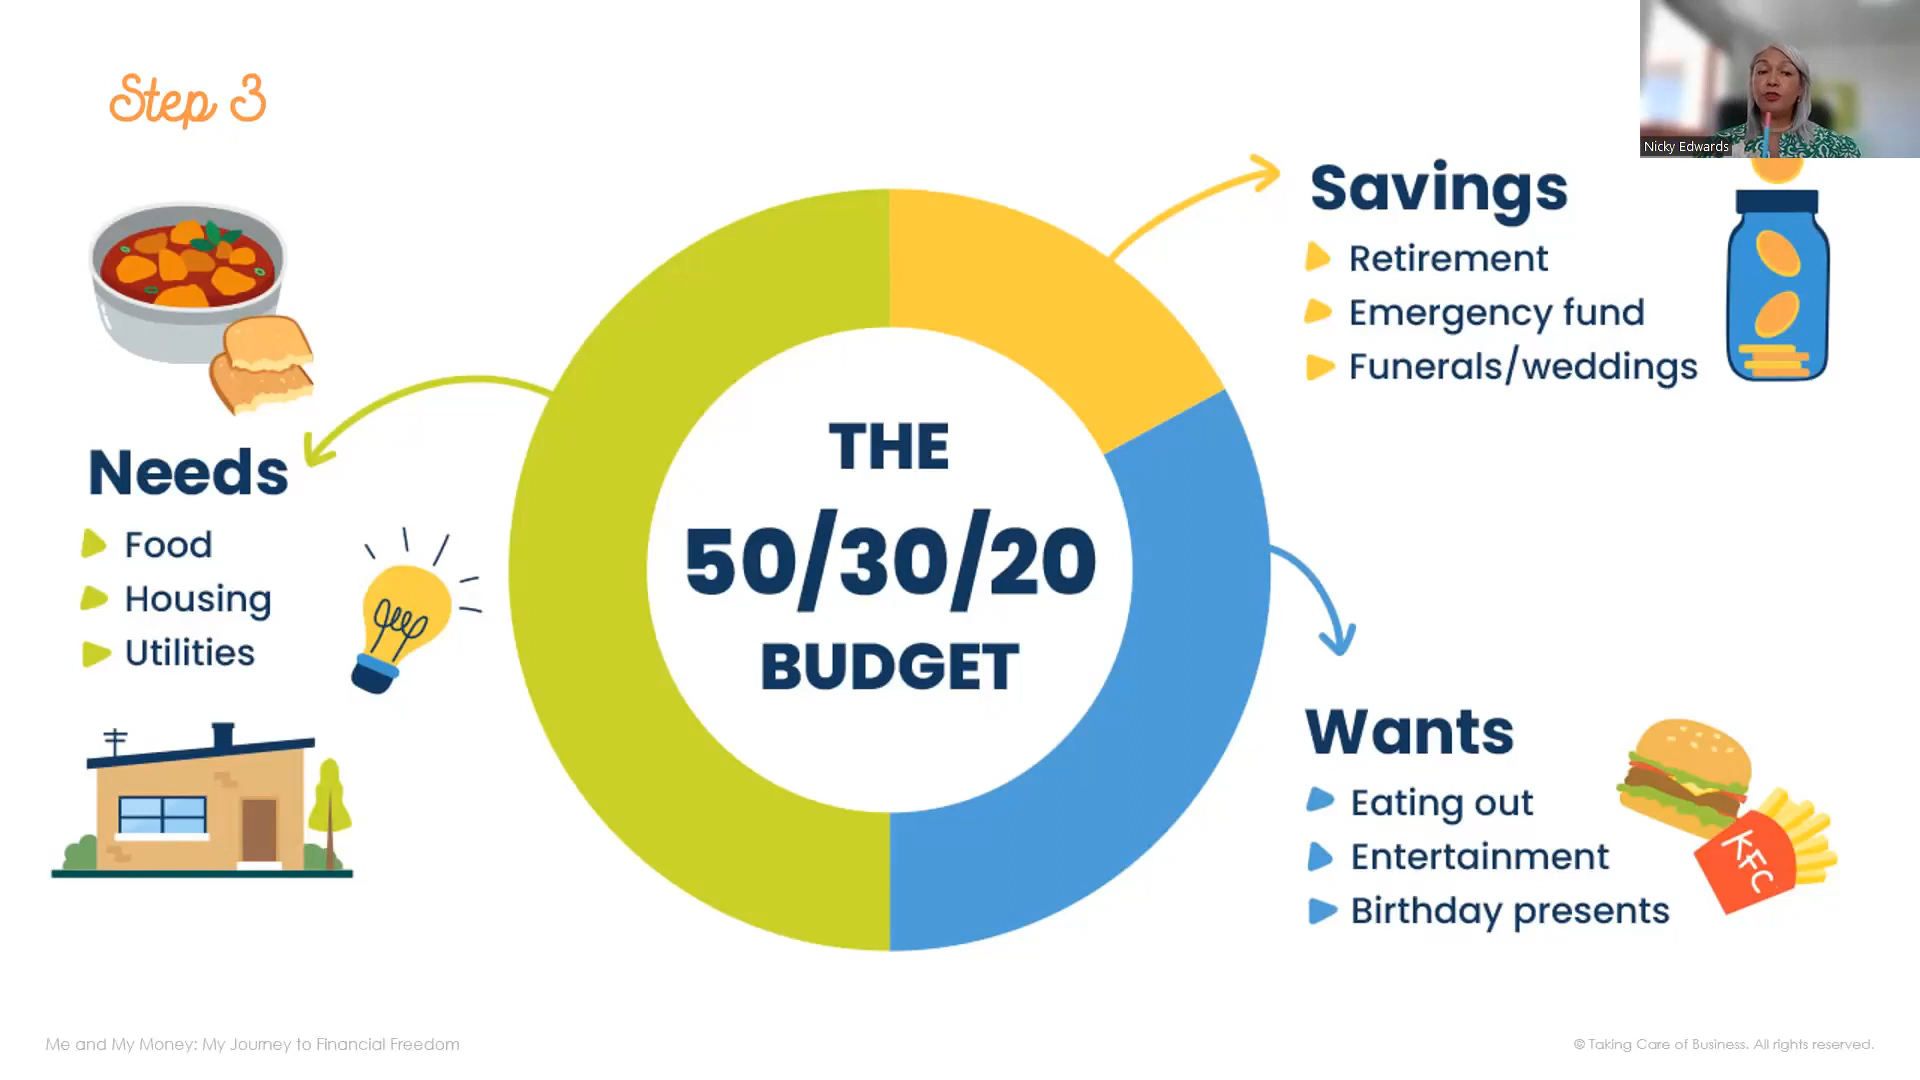 Step 3
Nicky Edwards
Savings
Retirement
Emergency fund
Funerals/weddings
Needs
Food
Housing
Utilities
THE
50/30/20
BUDGET
Wants
Eating out
Entertainment
Birthday presents
KFC
Me and My Money: My Journey to Financial Freedom
© Taking Care of Business. All rights reserved.